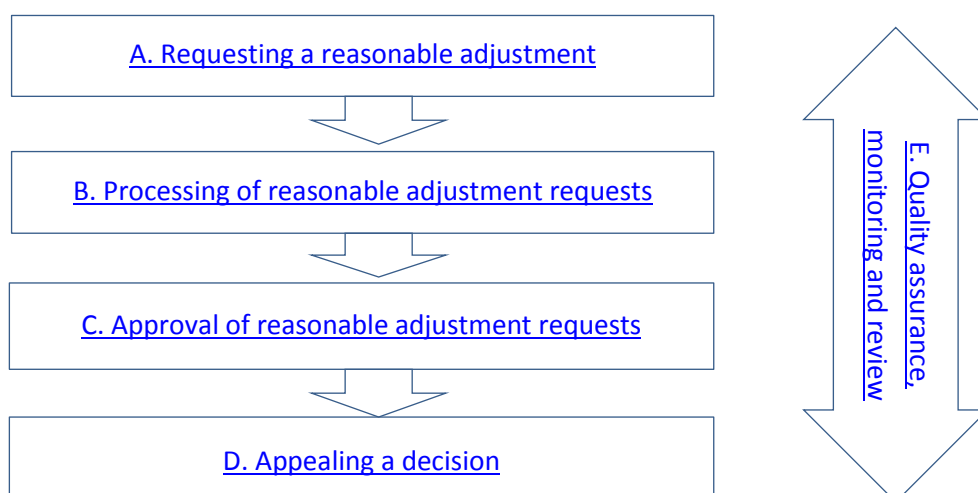 A. Requesting a reasonable adjustment
B. Processing of reasonable adjustment requests
C. Approval of reasonable adjustment requests
D. Appealing a decision
E. Quality assurance,
monitoring and review